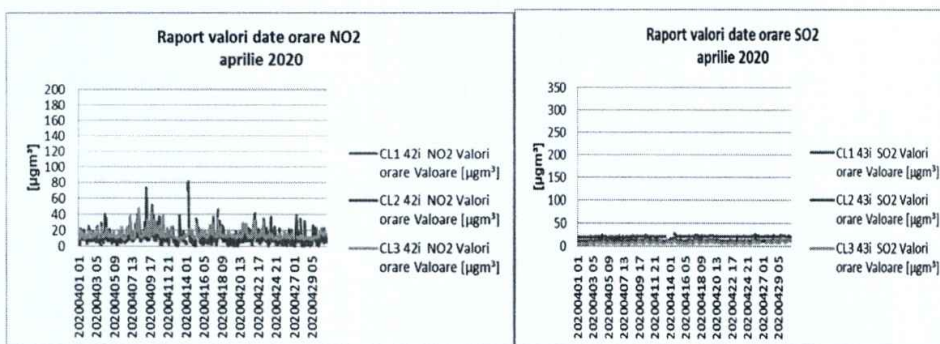 Raport valori date orare NO2
aprilie 2020
[µgm³]
200
180
160
140
120
100
80
60
40
20
0
20200401 01
20200403 05
20200405 09
20200407 13
20200409 17
20200411 21
20200414 01
20200416 05
20200418 09
20200420 13
20200422 17
20200424 21
20200427 01
20200429 05
CL1 42i NO2 Valori
orare Valoare [µgm³]
CL2 42i NO2 Valori
orare Valoare [µgm³]
CL3 42i NO2 Valori
orare Valoare [µgm³]
Raport valori date orare SO2
aprilie 2020
[µgm³]
350
300
250
200
150
100
50
0
20200401 01
20200403 05
20200405 09
20200407 13
20200409 17
20200411 21
20200414 01
20200416 05
20200418 09
20200420 13
20200422 17
20200424 21
20200427 01
20200429 05
CL1 43i SO2 Valori
orare Valoare [µgm³]
CL2 43i SO2 Valori
orare Valoare [µgm³]
CL3 43i SO2 Valori
orare Valoare [µgm³]